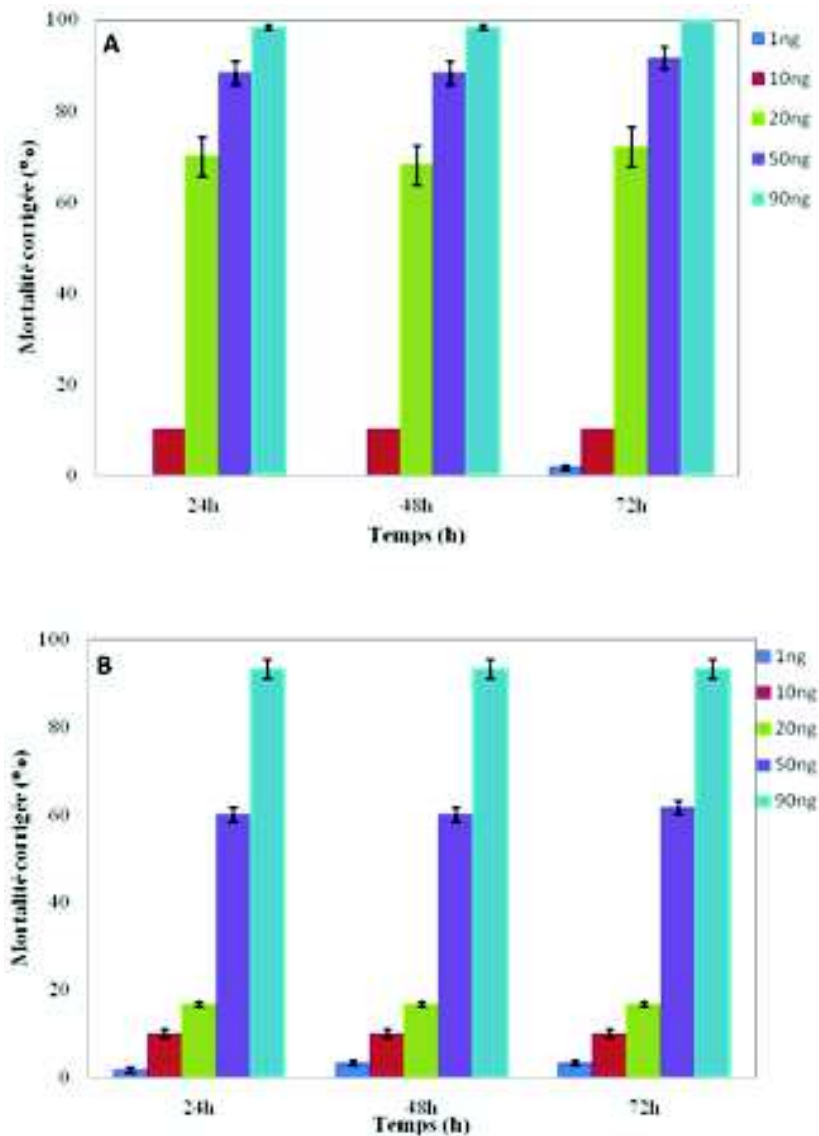 A
Mortalité corrigée (%)
100
80
60
40
20
0
24h
48h
72h
Temps (h)
1ng
10ng
20ng
50ng
90ng
B
Mortalité corrigée (%)
100
80
60
40
20
0
24h
48h
72h
Temps (h)
1ng
10ng
20ng
50ng
90ng